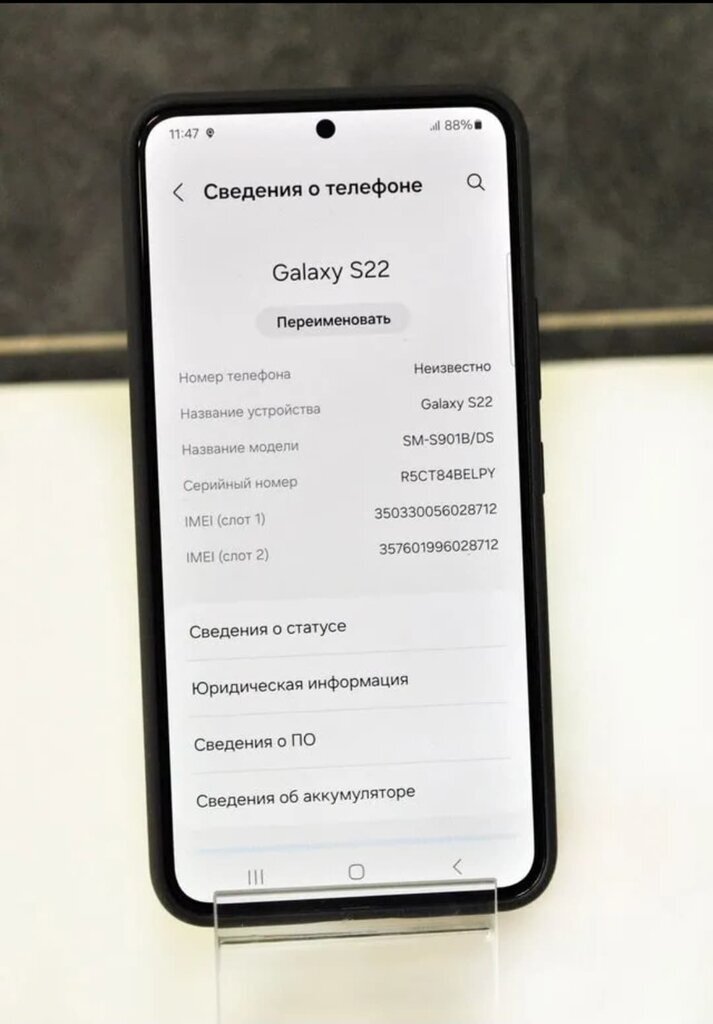 11:47 88%
Сведения о телефоне
Galaxy S22
Переименовать
Номер телефона Неизвестно
Название устройства Galaxy S22
Название модели SM-S901B/DS
Серийный номер R5CT84BELPY
IMEI (слот 1) 350330056028712
IMEI (слот 2) 357601996028712
Сведения о статусе
Юридическая информация
Сведения о ПО
Сведения об аккумуляторе